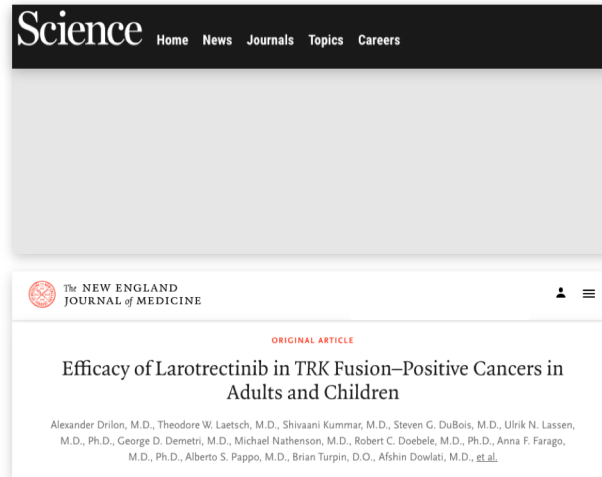 Science Home News Journals Topics Careers
The NEW ENGLAND
JOURNAL of MEDICINE
ORIGINAL ARTICLE
Efficacy of Larotrectinib in TRK Fusion–Positive Cancers in
Adults and Children
Alexander Drilon, M.D., Theodore W. Laetsch, M.D., Shivaani Kummar, M.D., Steven G. DuBois, M.D., Ulrik N. Lassen,
M.D., Ph.D., George D. Demetri, M.D., Michael Nathenson, M.D., Robert C. Doebele, M.D., Ph.D., Anna F. Farago,
M.D., Ph.D., Alberto S. Pappo, M.D., Brian Turpin, D.O., Afshin Dowlati, M.D., et al.